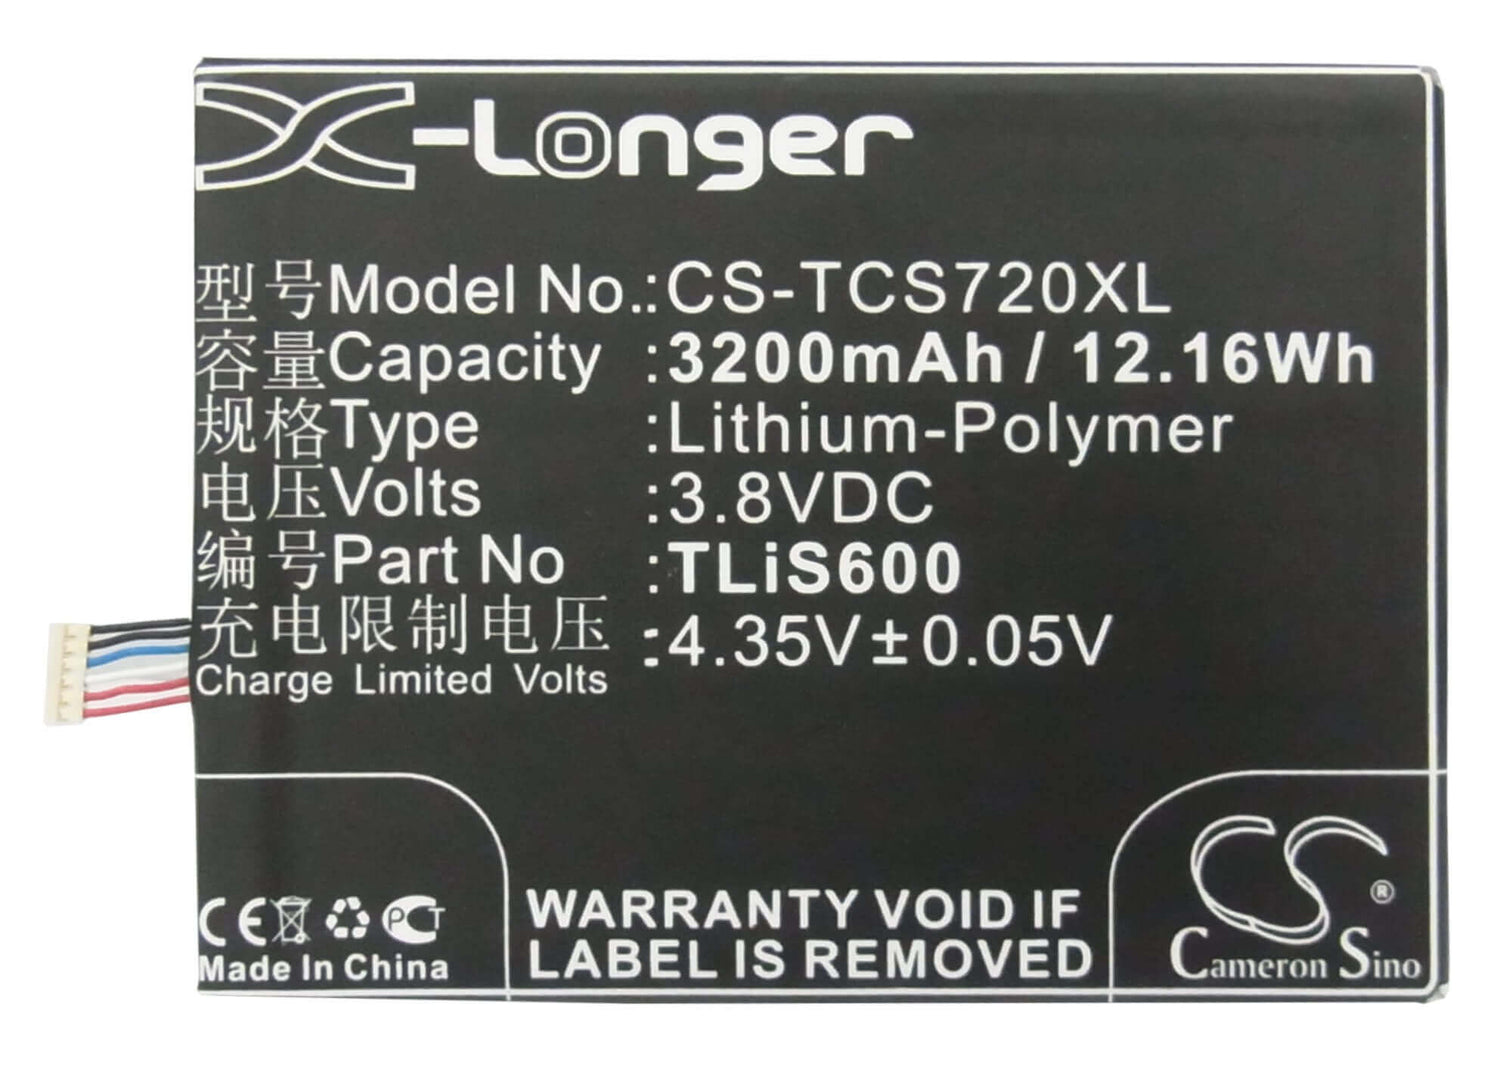 X-Longer
型号Model No.:CS-TCS720XL
容量Capacity :3200mAh / 12.16Wh
规格Type :Lithium-Polymer
电压Volts :3.8VDC
编号Part No :TLiS600
充电限制电压 :4.35V±0.05V
Charge Limited Volts
CE PCT
Made In China
WARRANTY VOID IF
LABEL IS REMOVED
CS ®
Cameron Sino